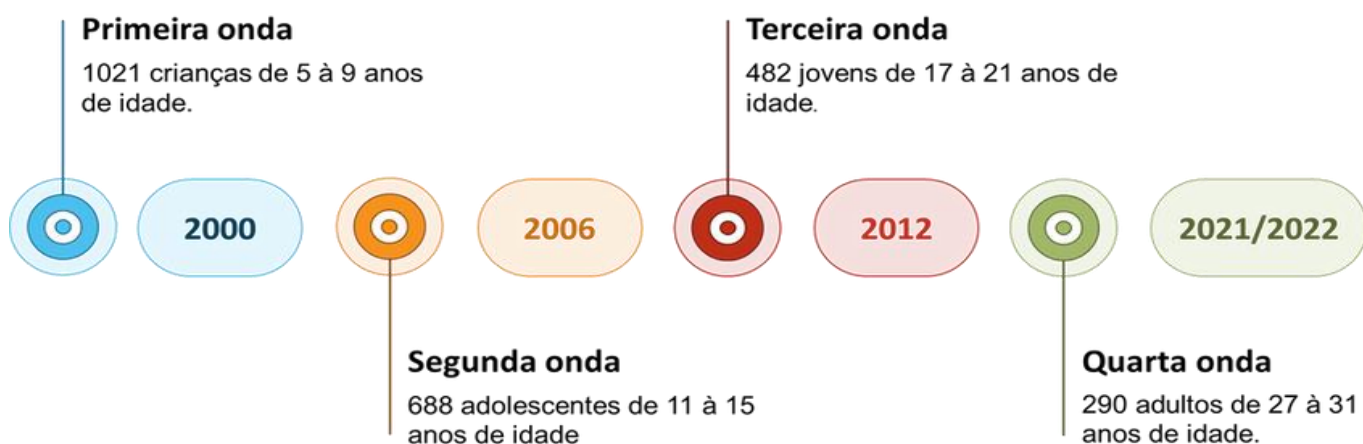 Primeira onda
1021 crianças de 5 à 9 anos
de idade.
Terceira onda
482 jovens de 17 à 21 anos de
idade.
2000
2006
2012
2021/2022
Segunda onda
688 adolescentes de 11 à 15
anos de idade
Quarta onda
290 adultos de 27 à 31
anos de idade.